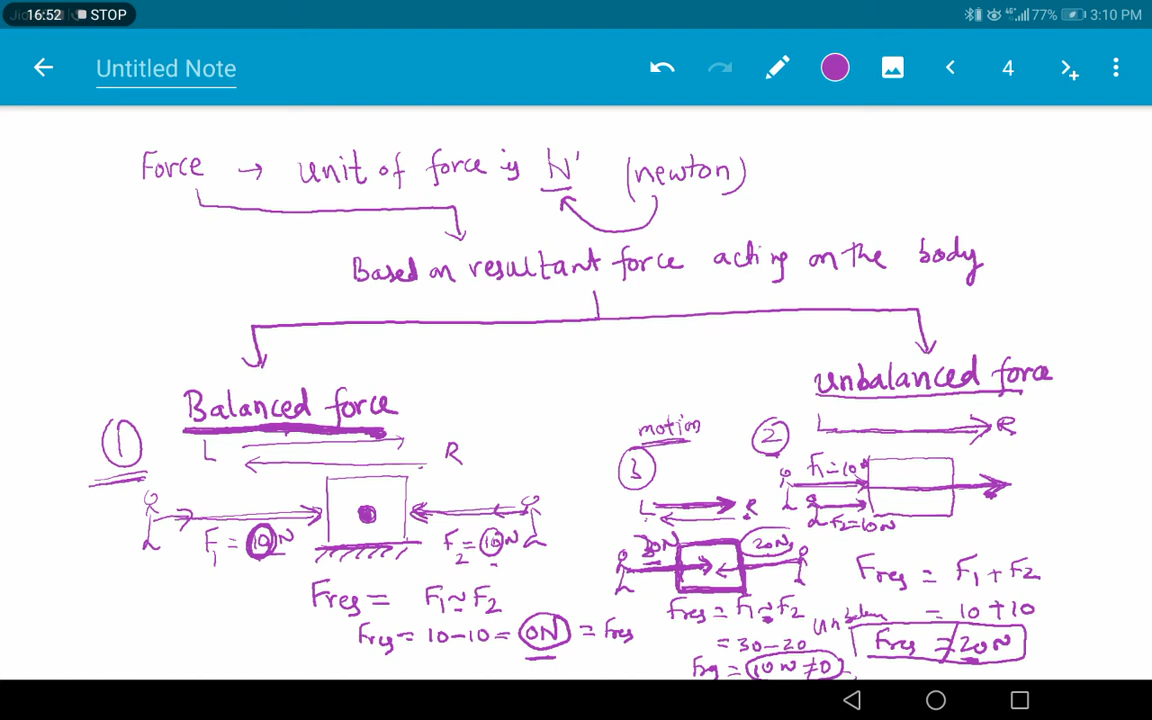 16:52 STOP
77% 3:10 PM
Untitled Note
4
Force → unit of force is N' (newton)
Based on resultant force acting on the body
Balanced force
Unbalanced force
1
L R
F1 = 10N
F2 = 10N
Fres = F1 ~ F2
Fres = 10-10 = 0N = Fres
motion
3
L R
30N 20N
Fres = F1 ~ F2
= 30-20
Fres = 10N ≠ 0
2
L R
F1=10N
F2=10N
Fres = F1 + F2
= 10 + 10
Fres = 20N